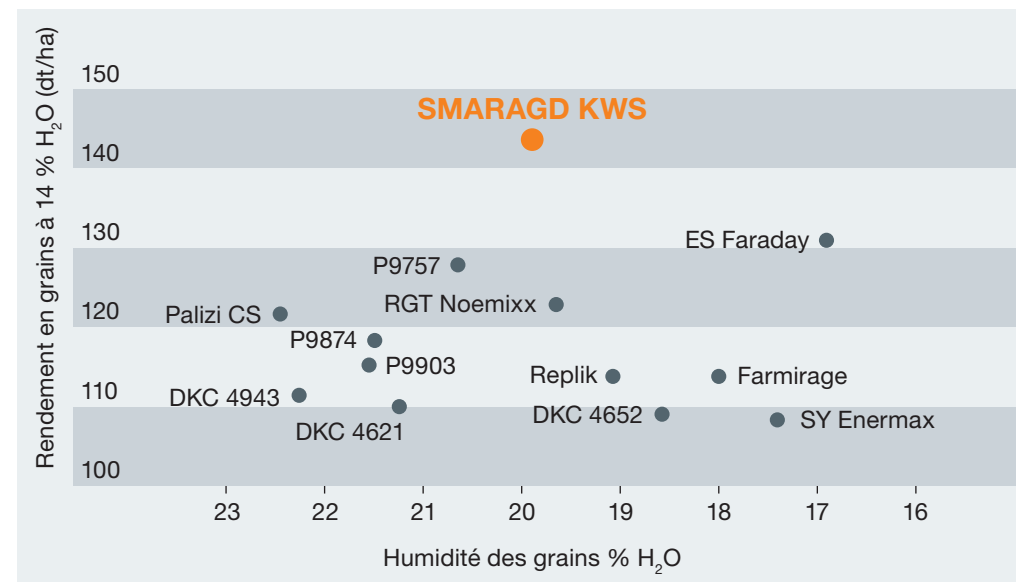 Rendement en grains à 14 % H₂O (dt/ha)
150
SMARAGD KWS
140
130
ES Faraday
P9757
RGT Noemixx
120
Palizi CS
P9874
P9903
Replik
Farmirage
110
DKC 4943
DKC 4652
SY Enermax
DKC 4621
100
23 22 21 20 19 18 17 16
Humidité des grains % H₂O